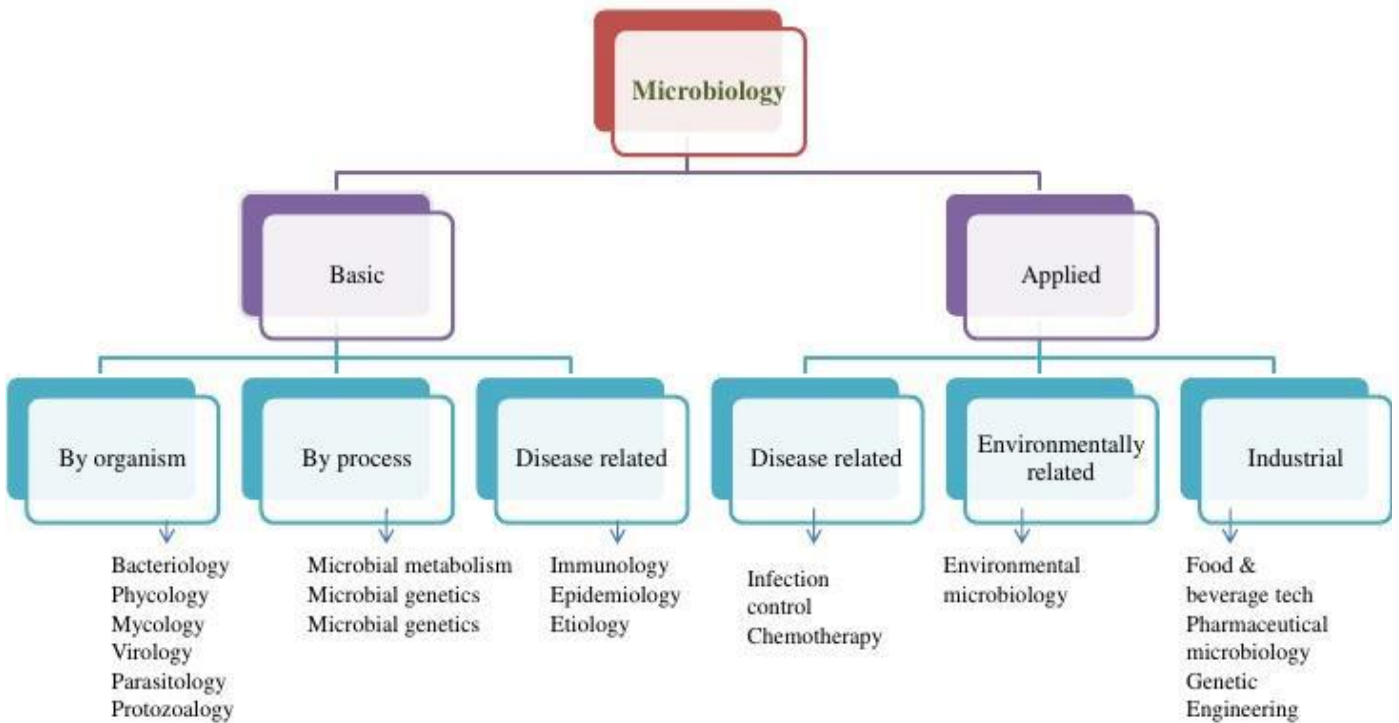 Microbiology
Basic
Applied
By organism
By process
Disease related
Disease related
Environmentally
related
Industrial
Bacteriology
Phycology
Mycology
Virology
Parasitology
Protozoalogy
Microbial metabolism
Microbial genetics
Microbial genetics
Immunology
Epidemiology
Etiology
Infection
control
Chemotherapy
Environmental
microbiology
Food &
beverage tech
Pharmaceutical
microbiology
Genetic
Engineering